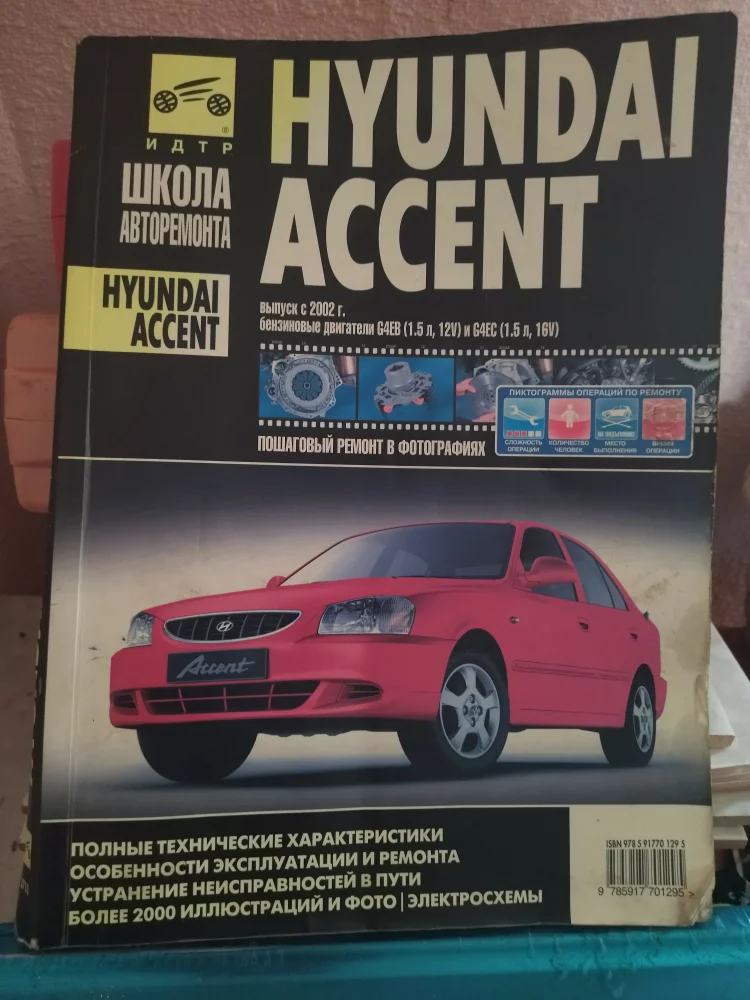 ИДТР
®
ШКОЛА
АВТОРЕМОНТА
HYUNDAI
ACCENT
HYUNDAI
ACCENT
выпуск с 2002 г.
бензиновые двигатели G4EB (1.5 л, 12V) и G4EC (1.5 л, 16V)
ПИКТОГРАММЫ ОПЕРАЦИЙ ПО РЕМОНТУ
СЛОЖНОСТЬ ОПЕРАЦИИ
КОЛИЧЕСТВО ЧЕЛОВЕК
НА ПОДЪЕМНИКЕ
МЕСТО ВЫПОЛНЕНИЯ
ВРЕМЯ ОПЕРАЦИИ
ПОШАГОВЫЙ РЕМОНТ В ФОТОГРАФИЯХ
Accent
ПОЛНЫЕ ТЕХНИЧЕСКИЕ ХАРАКТЕРИСТИКИ
ОСОБЕННОСТИ ЭКСПЛУАТАЦИИ И РЕМОНТА
УСТРАНЕНИЕ НЕИСПРАВНОСТЕЙ В ПУТИ
БОЛЕЕ 2000 ИЛЛЮСТРАЦИЙ И ФОТО | ЭЛЕКТРОСХЕМЫ
ISBN 978 5 91770 129 5
9 785917 701295 >